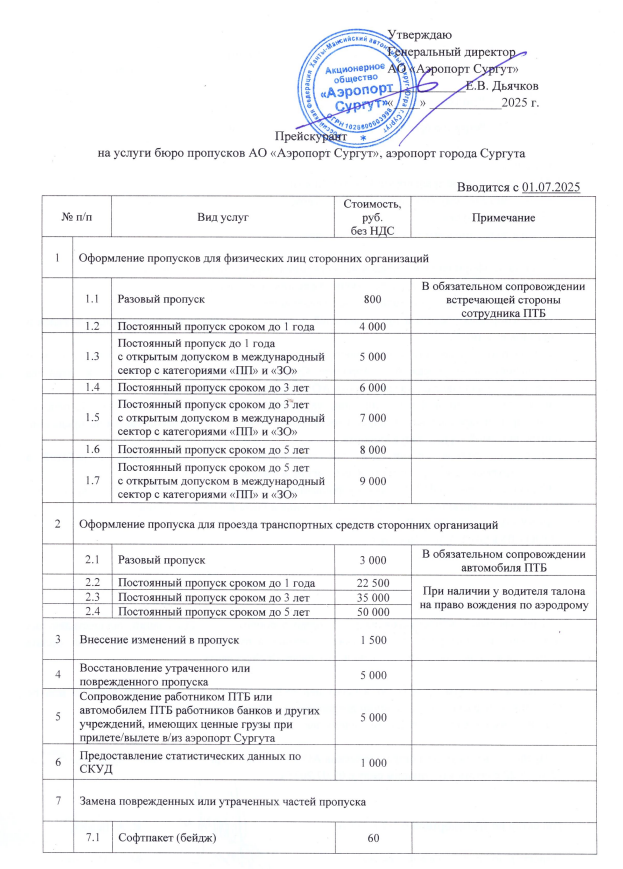 Утверждаю
Генеральный директор
АО «Аэропорт Сургут»
Е.В. Дьячков
« » 2025 г.
Акционерное
общество
«Аэропорт
Сургут»
Прейскурант
на услуги бюро пропусков АО «Аэропорт Сургут», аэропорт города Сургута
Вводится с 01.07.2025
№ п/п Вид услуг Стоимость, руб. без НДС Примечание
1 Оформление пропусков для физических лиц сторонних организаций
1.1 Разовый пропуск 800 В обязательном сопровождении
встречающей стороны
сотрудника ПТБ
1.2 Постоянный пропуск сроком до 1 года 4 000
1.3 Постоянный пропуск до 1 года
с открытым допуском в международный
сектор с категориями «ПП» и «ЗО» 5 000
1.4 Постоянный пропуск сроком до 3 лет 6 000
1.5 Постоянный пропуск сроком до 3 лет
с открытым допуском в международный
сектор с категориями «ПП» и «ЗО» 7 000
1.6 Постоянный пропуск сроком до 5 лет 8 000
1.7 Постоянный пропуск сроком до 5 лет
с открытым допуском в международный
сектор с категориями «ПП» и «ЗО» 9 000
2 Оформление пропуска для проезда транспортных средств сторонних организаций
2.1 Разовый пропуск 3 000 В обязательном сопровождении
автомобиля ПТБ
2.2 Постоянный пропуск сроком до 1 года 22 500
2.3 Постоянный пропуск сроком до 3 лет 35 000
2.4 Постоянный пропуск сроком до 5 лет 50 000
При наличии у водителя талона
на право вождения по аэродрому
3 Внесение изменений в пропуск 1 500
4 Восстановление утраченного или
поврежденного пропуска 5 000
5 Сопровождение работником ПТБ или
автомобилем ПТБ работников банков и других
учреждений, имеющих ценные грузы при
прилете/вылете в/из аэропорт Сургута 5 000
6 Предоставление статистических данных по
СКУД 1 000
7 Замена поврежденных или утраченных частей пропуска
7.1 Софтпакет (бейдж) 60